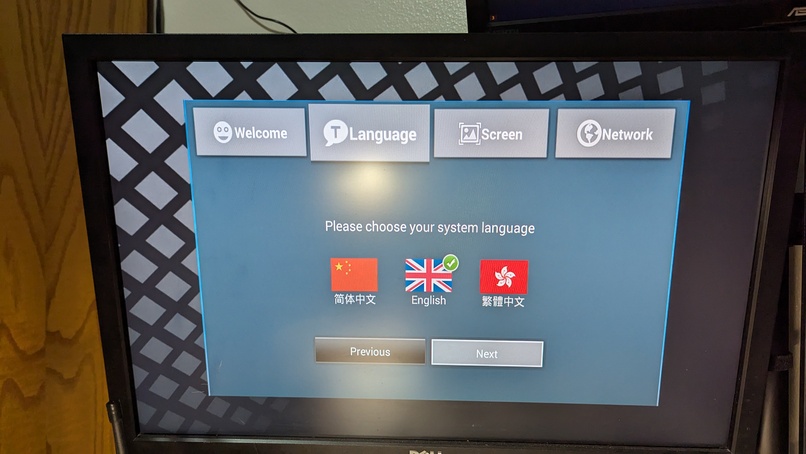 Welcome
Language
Screen
Network
Please choose your system language
简体中文
English
繁體中文
Previous
Next